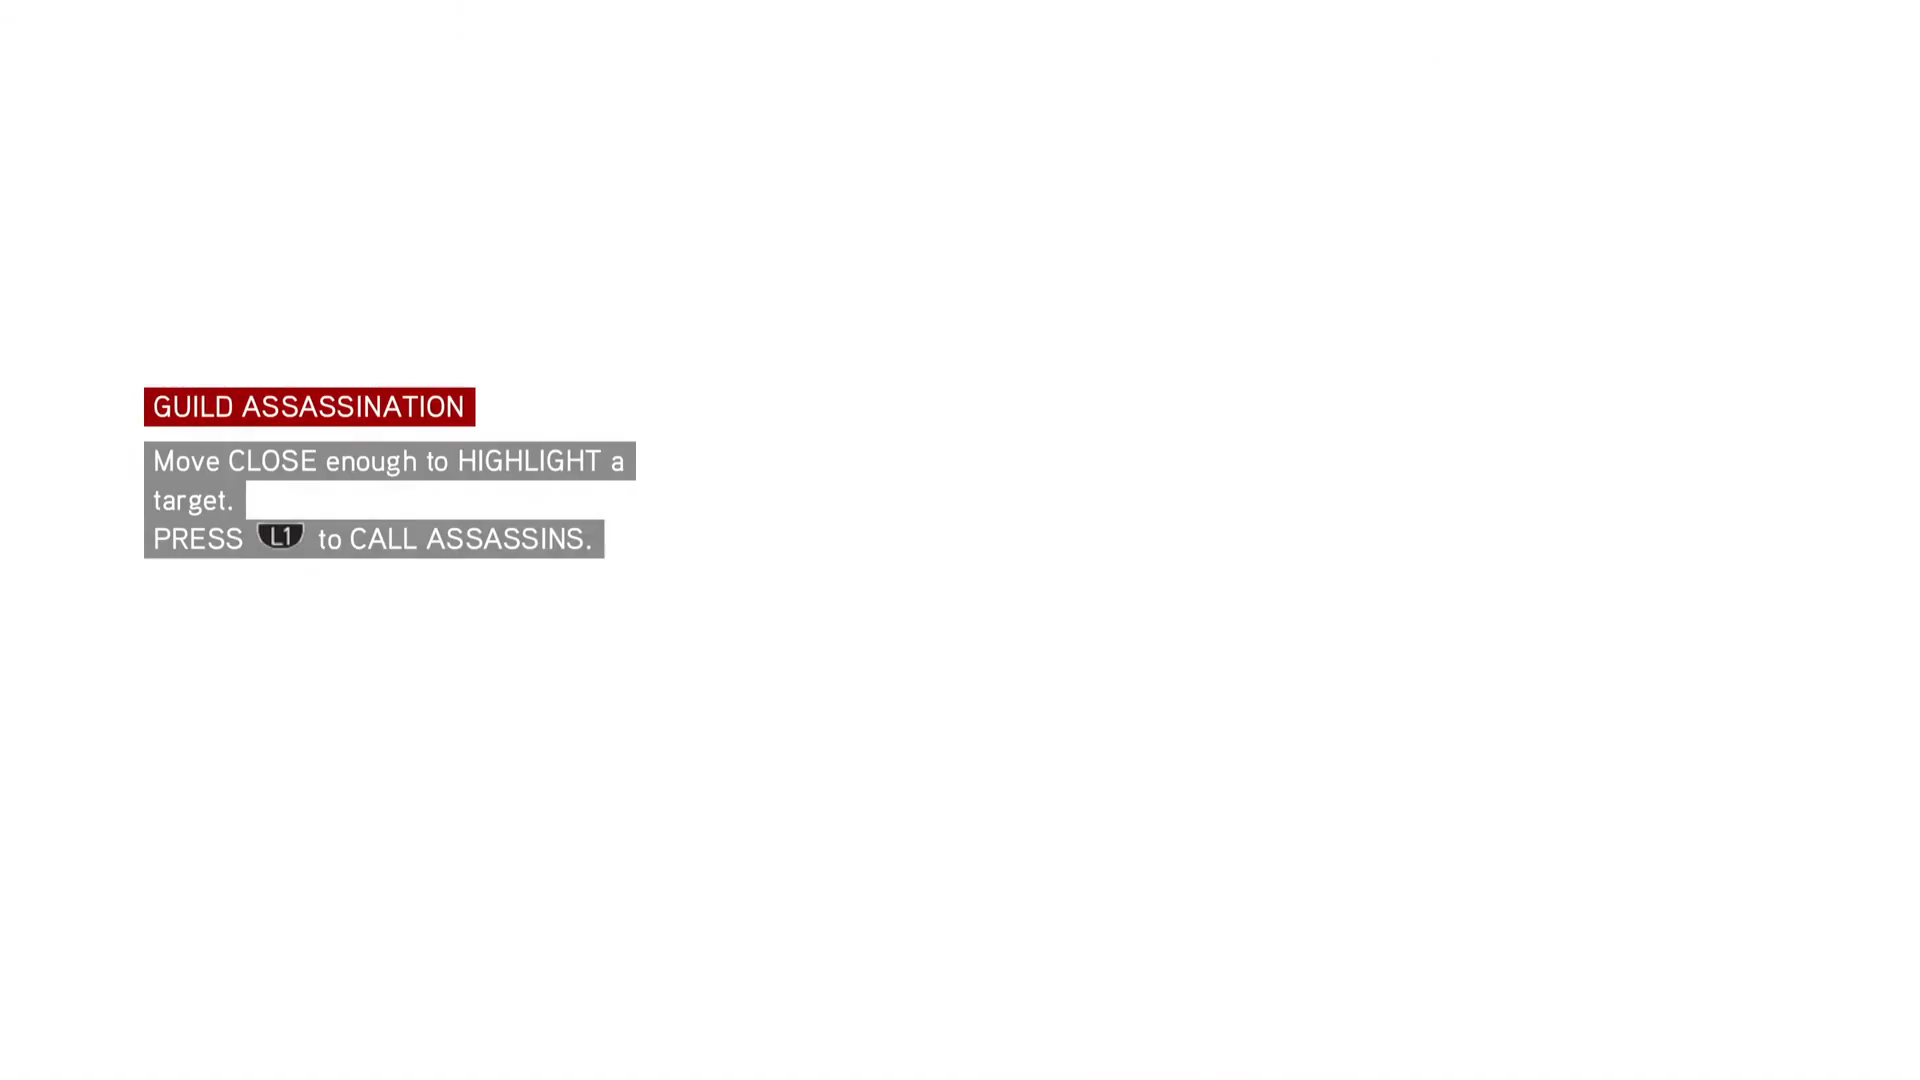 GUILD ASSASSINATION
Move CLOSE enough to HIGHLIGHT a
target.
PRESS L1 to CALL ASSASSINS.